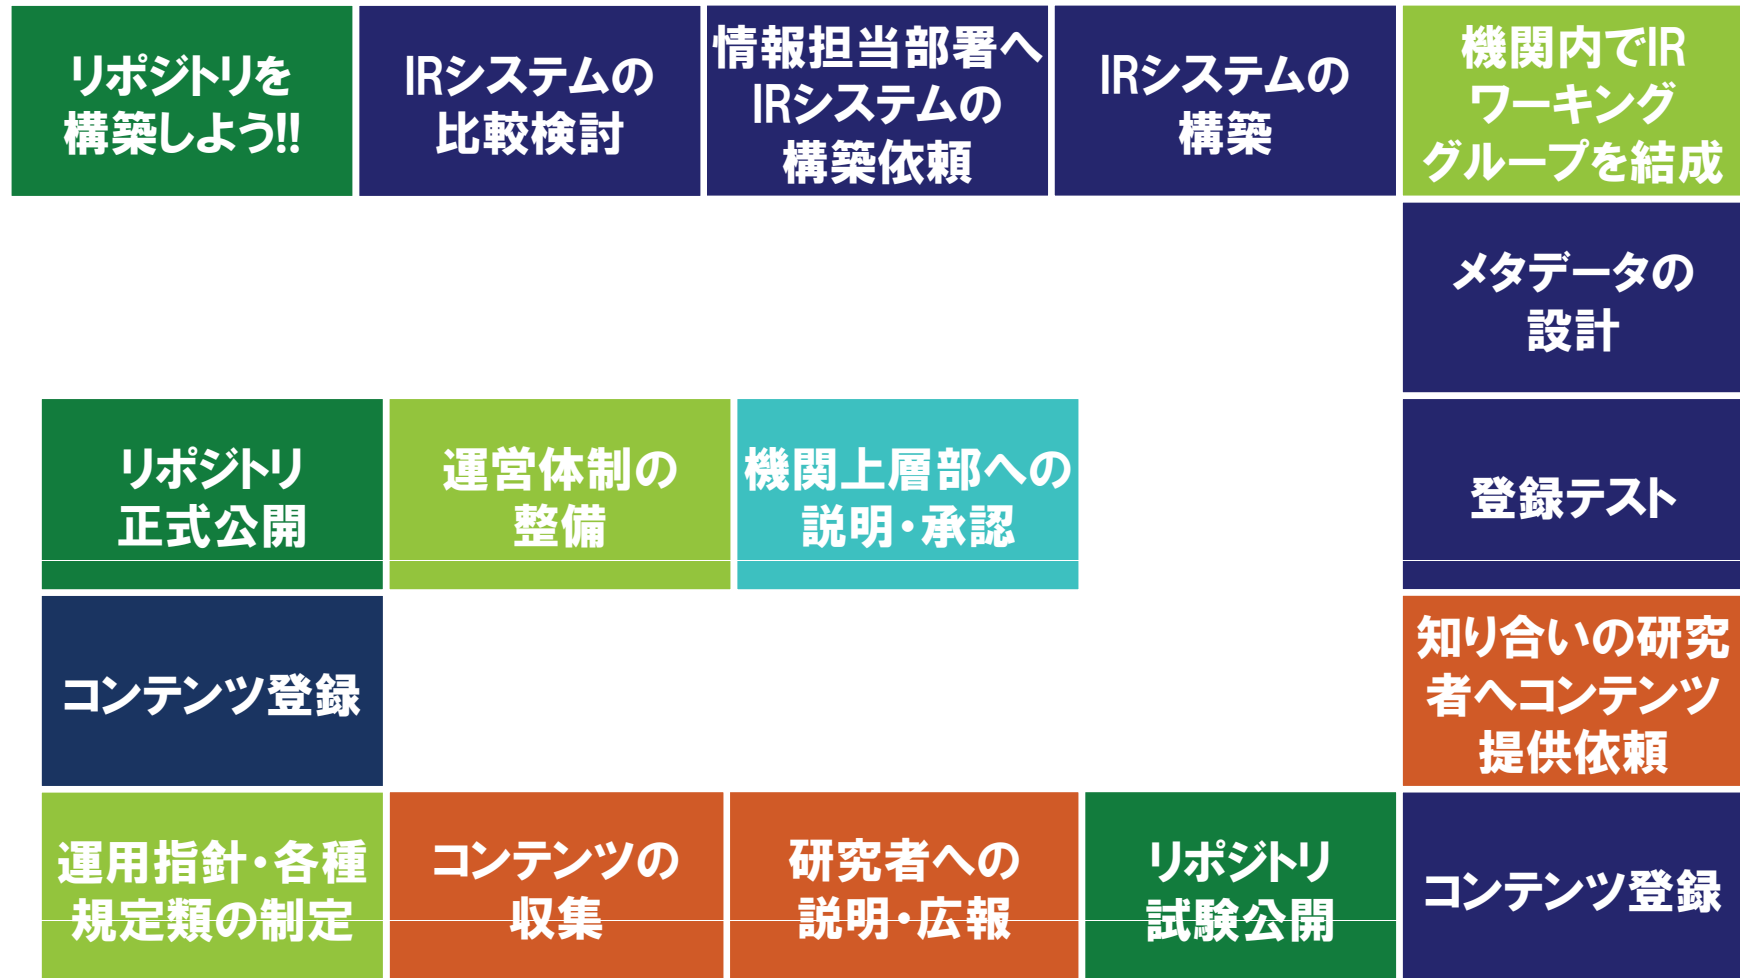 リポジトリを
構築しよう!!
IRシステムの
比較検討
情報担当部署へ
IRシステムの
構築依頼
IRシステムの
構築
機関内でIR
ワーキング
グループを結成
メタデータの
設計
リポジトリ
正式公開
運営体制の
整備
機関上層部への
説明・承認
登録テスト
コンテンツ登録
知り合いの研究
者へコンテンツ
提供依頼
運用指針・各種
規定類の制定
コンテンツの
収集
研究者への
説明・広報
リポジトリ
試験公開
コンテンツ登録